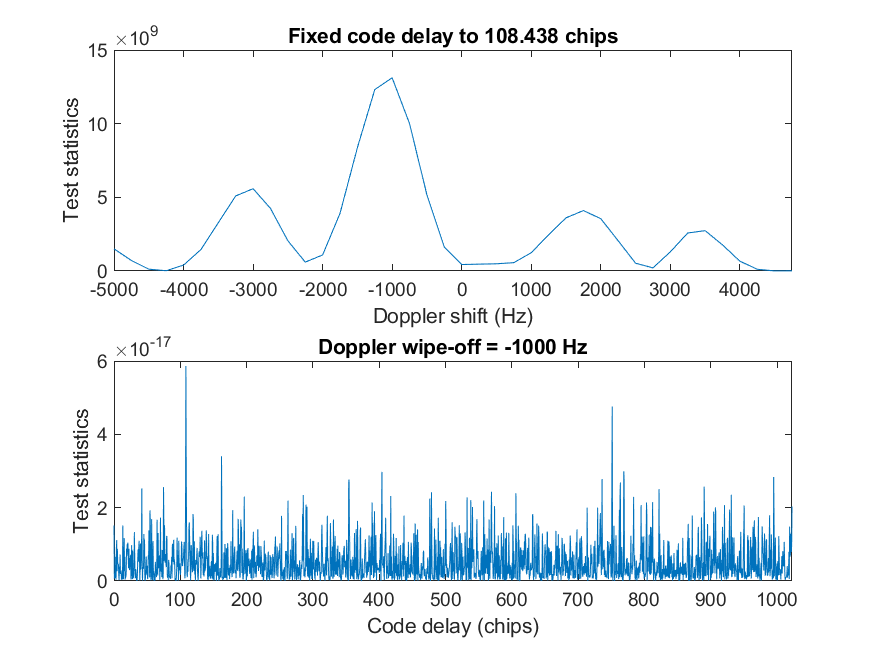 Fixed code delay to 108.438 chips
×10⁹
15
10
5
0
Test statistics
-5000 -4000 -3000 -2000 -1000 0 1000 2000 3000 4000
Doppler shift (Hz)
Doppler wipe-off = -1000 Hz
×10⁻¹⁷
6
4
2
0
Test statistics
0 100 200 300 400 500 600 700 800 900 1000
Code delay (chips)